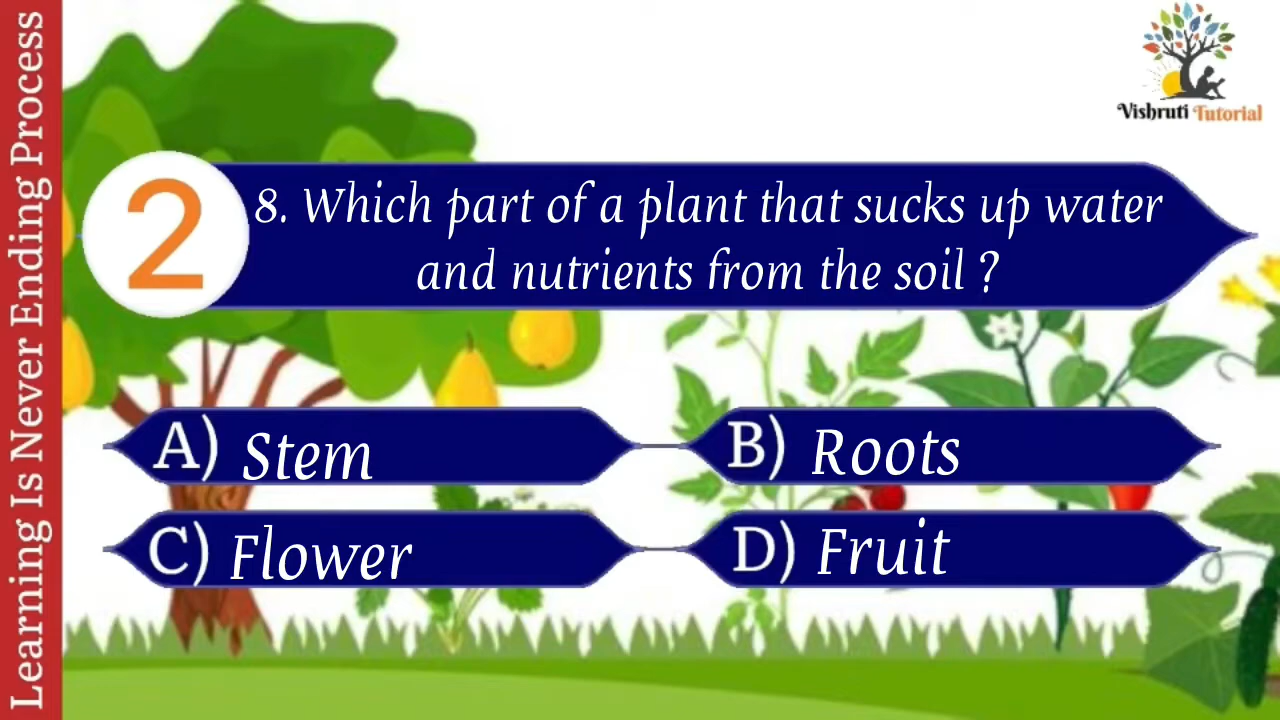 Learning Is Never Ending Process
Vishruti Tutorial
2
8. Which part of a plant that sucks up water
and nutrients from the soil ?
A) Stem
B) Roots
C) Flower
D) Fruit